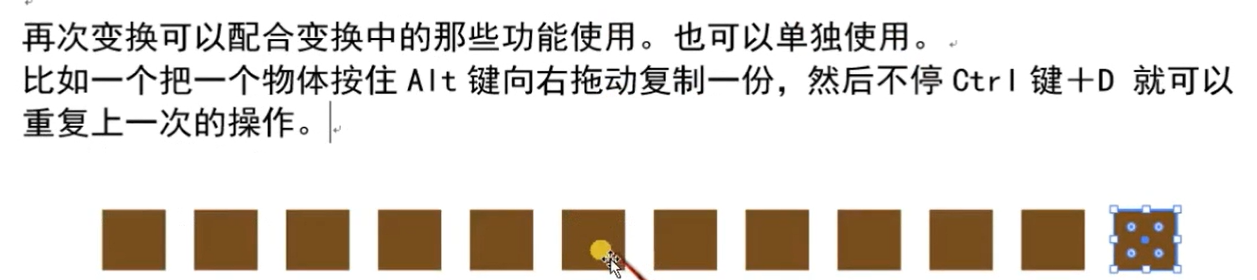 再次变换可以配合变换中的那些功能使用。也可以单独使用。
比如一个把一个物体按住 Alt 键向右拖动复制一份，然后不停 Ctrl 键＋D 就可以
重复上一次的操作。